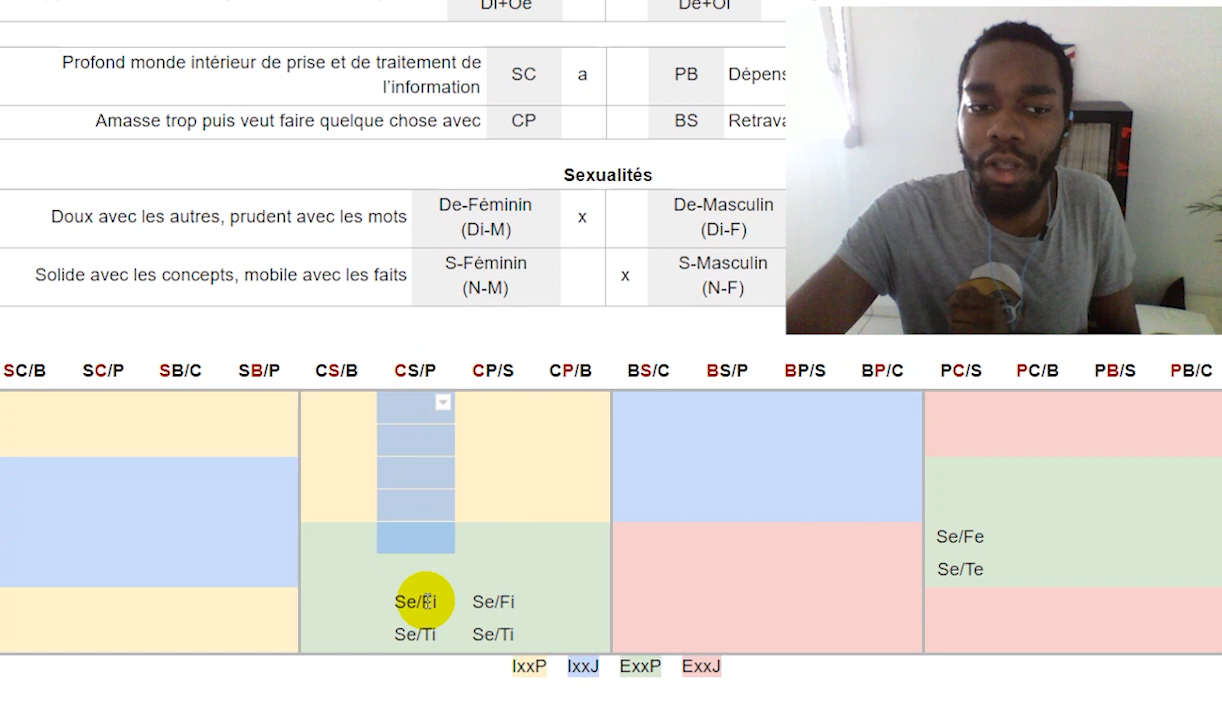 Di+Oe De+Oi
Profond monde intérieur de prise et de traitement de
l'information
SC a PB Dépens
Amasse trop puis veut faire quelque chose avec CP BS Retrava
Sexualités
Doux avec les autres, prudent avec les mots
De-Féminin
(Di-M)
x
De-Masculin
(Di-F)
Solide avec les concepts, mobile avec les faits
S-Féminin
(N-M)
x
S-Masculin
(N-F)
SC/B SC/P SB/C SB/P CS/B CS/P CP/S CP/B BS/C BS/P BP/S BP/C PC/S PC/B PB/S PB/C
Se/Fe
Se/Te
Se/Fi Se/Fi
Se/Ti Se/Ti
IxxP IxxJ ExxP ExxJ